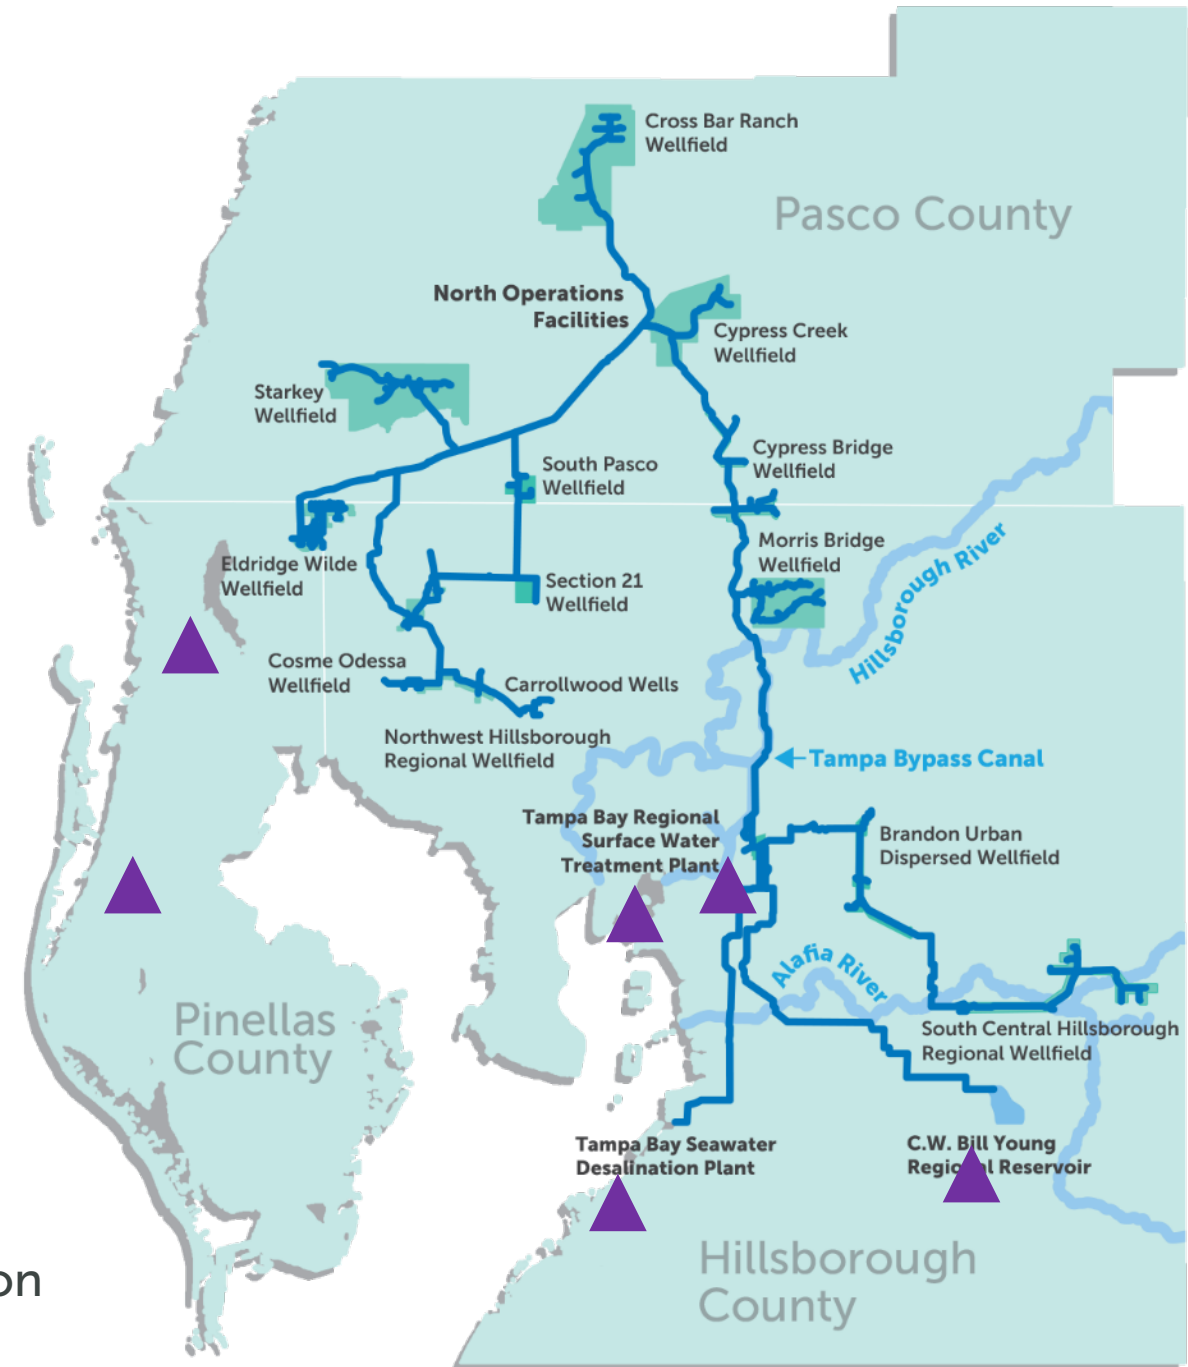 Cross Bar Ranch
Wellfield
Pasco County
North Operations
Facilities
Cypress Creek
Wellfield
Starkey
Wellfield
Cypress Bridge
Wellfield
South Pasco
Wellfield
Morris Bridge
Wellfield
Hillsborough River
Eldridge Wilde
Wellfield
Section 21
Wellfield
Cosme Odessa
Wellfield
Carrollwood Wells
Northwest Hillsborough
Regional Wellfield
Tampa Bypass Canal
Tampa Bay Regional
Surface Water
Treatment Plant
Brandon Urban
Dispersed Wellfield
Alafia River
Pinellas
County
South Central Hillsborough
Regional Wellfield
Tampa Bay Seawater
Desalination Plant
C.W. Bill Young
Regional Reservoir
Hillsborough
County
on